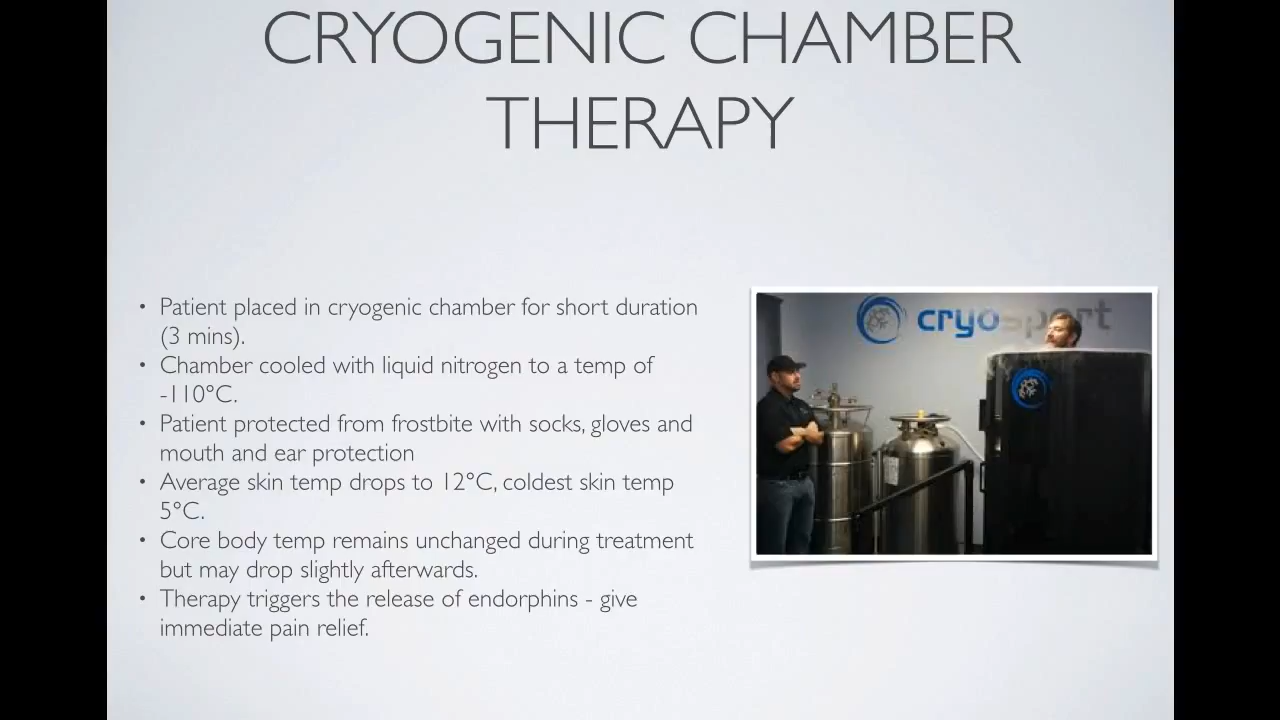 CRYOGENIC CHAMBER
THERAPY
• Patient placed in cryogenic chamber for short duration
(3 mins).
• Chamber cooled with liquid nitrogen to a temp of
-110°C.
• Patient protected from frostbite with socks, gloves and
mouth and ear protection
• Average skin temp drops to 12°C, coldest skin temp
5°C.
• Core body temp remains unchanged during treatment
but may drop slightly afterwards.
• Therapy triggers the release of endorphins - give
immediate pain relief.
cryosport